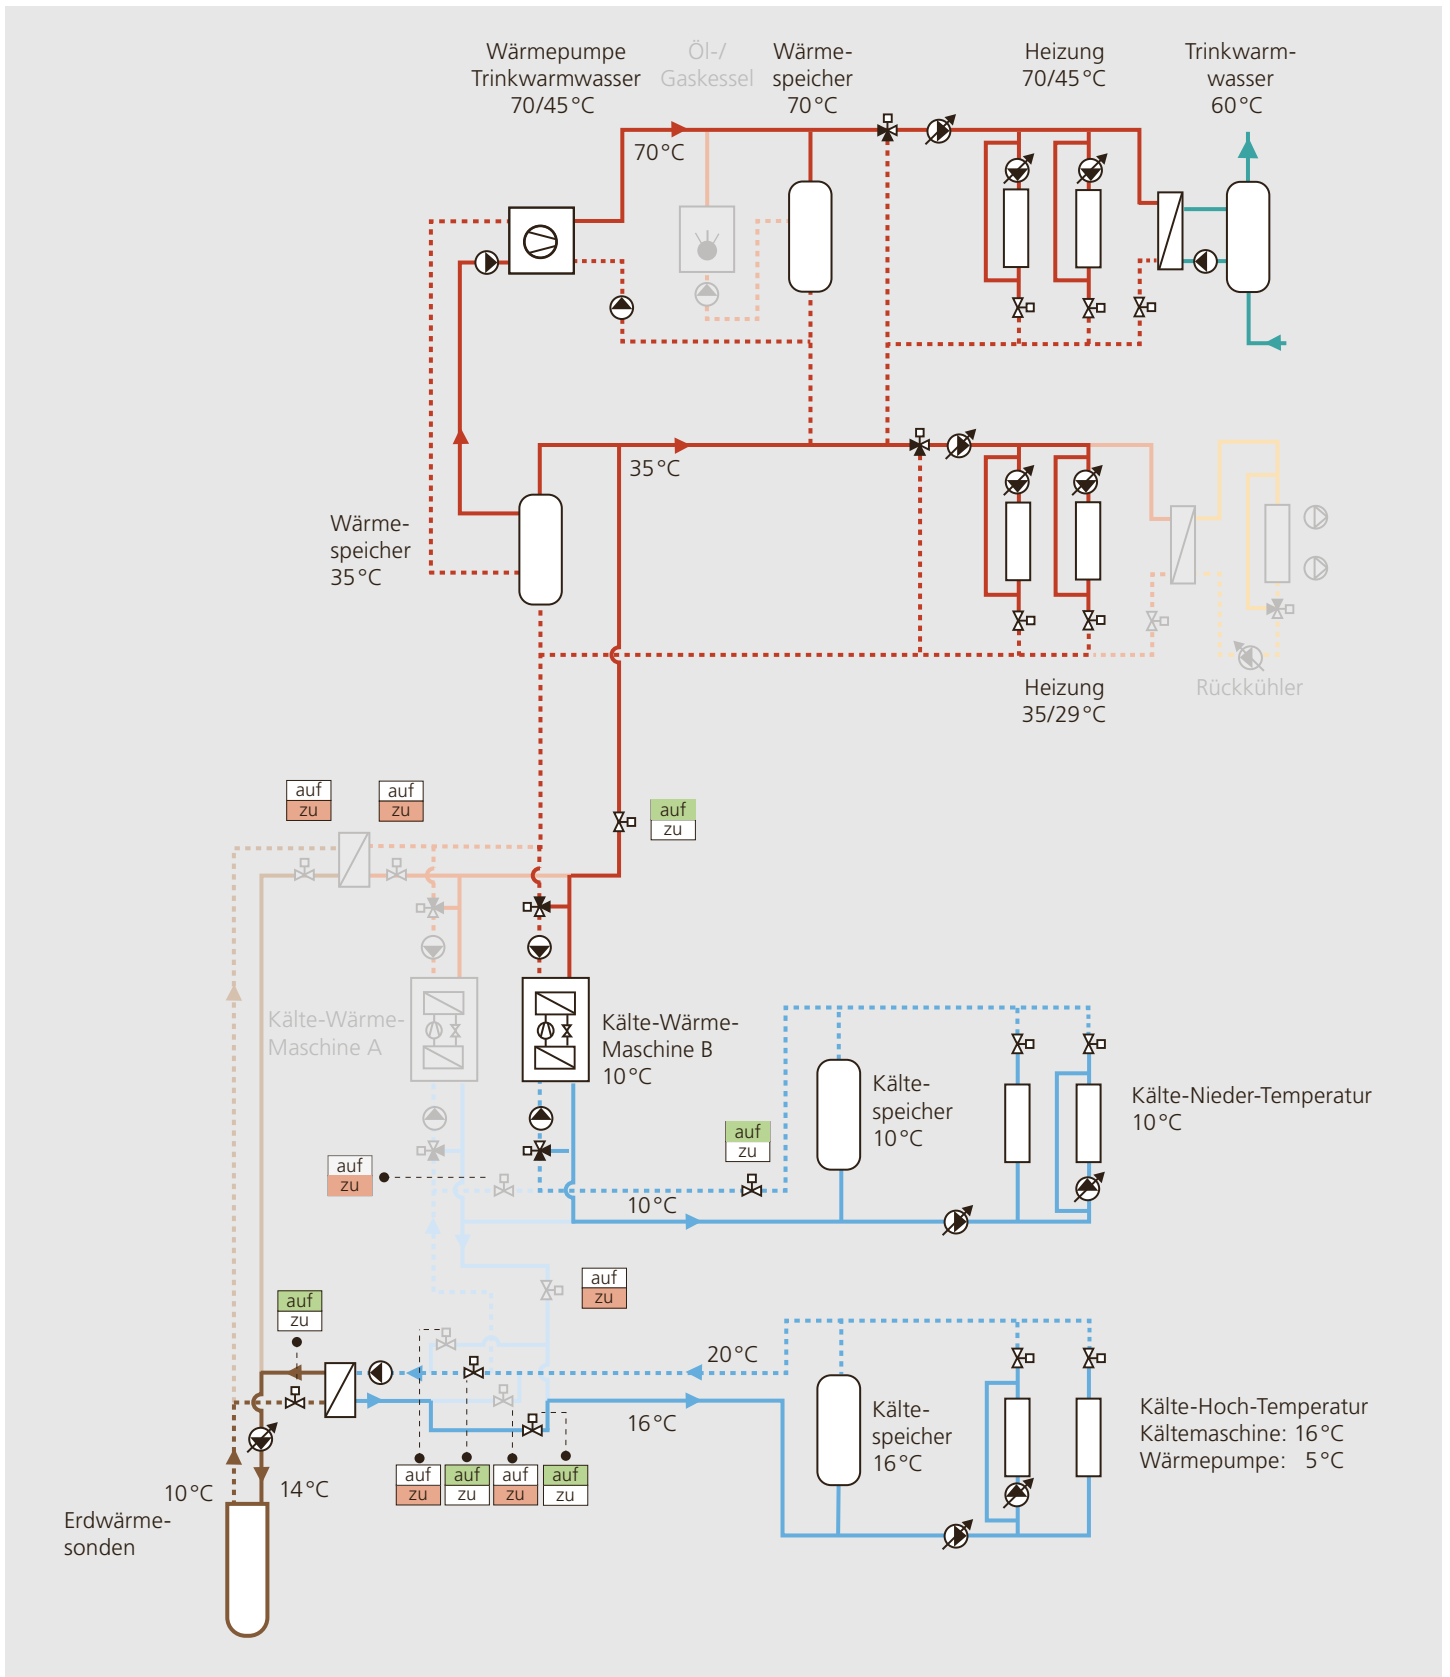 Wärmepumpe
Trinkwarmwasser
70/45°C
Öl-/
Gaskessel
Wärme-
speicher
70°C
Heizung
70/45°C
Trinkwarm-
wasser
60°C
70°C
35°C
Wärme-
speicher
35°C
Heizung
35/29°C
Rückkühler
auf
zu
auf
zu
auf
zu
Kälte-Wärme-
Maschine A
Kälte-Wärme-
Maschine B
10°C
Kälte-
speicher
10°C
Kälte-Nieder-Temperatur
10°C
auf
zu
auf
zu
10°C
auf
zu
auf
zu
20°C
16°C
Kälte-
speicher
16°C
Kälte-Hoch-Temperatur
Kältemaschine: 16°C
Wärmepumpe: 5°C
auf
zu
auf
zu
auf
zu
auf
zu
10°C
14°C
Erdwärme-
sonden